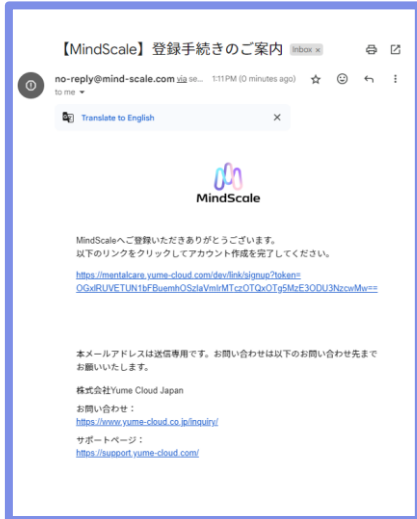 【MindScale】登録手続きのご案内 Inbox ×
no-reply@mind-scale.com via se... 1:11 PM (0 minutes ago)
to me
Translate to English ×
MindScale
MindScaleへご登録いただきありがとうございます。
以下のリンクをクリックしてアカウント作成を完了してください。
https://mentalcare.yume-cloud.com/dev/link/signup?token=
OGxlRUVETUN1bFBuemhOSzlaVmlrMTczOTQxOTg5MzE3ODU3NzcwMw==
本メールアドレスは送信専用です。お問い合わせは以下のお問い合わせ先まで
お願いいたします。
株式会社Yume Cloud Japan
お問い合わせ：
https://www.yume-cloud.co.jp/inquiry/
サポートページ：
https://support.yume-cloud.com/